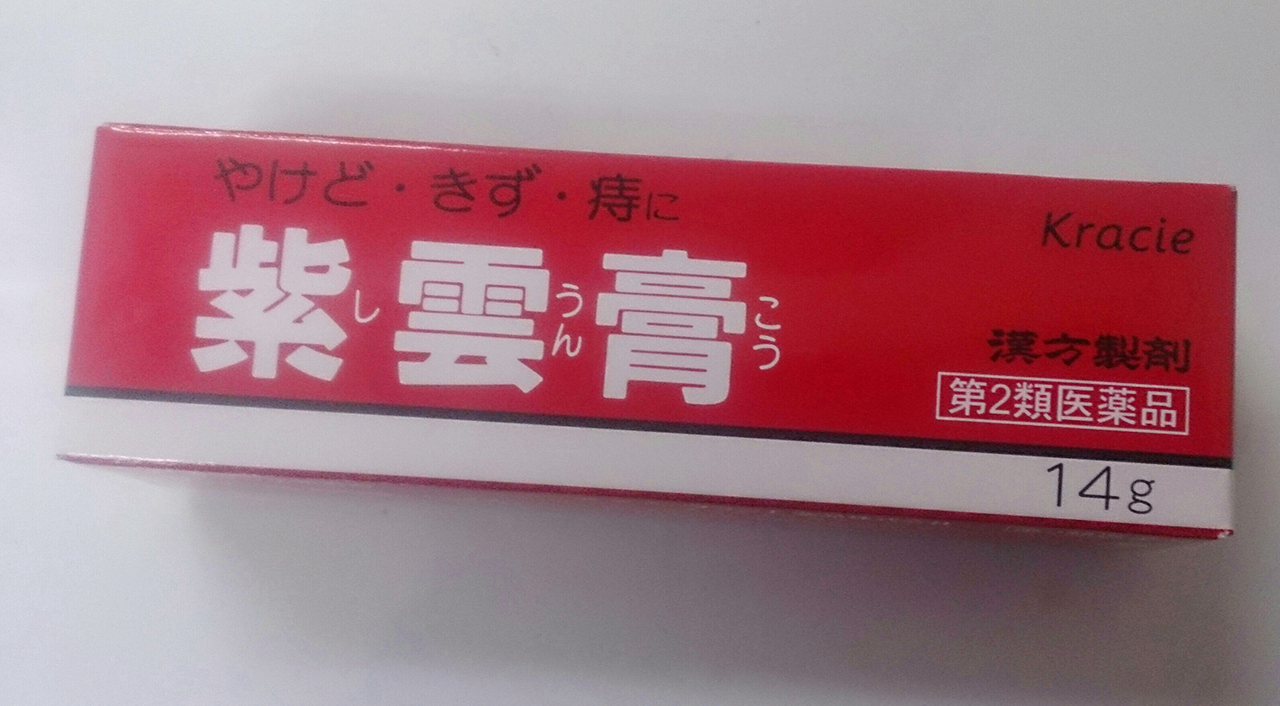 やけど・きず・痔に
紫し雲うん膏こう
Kracie
漢方製剤
第2類医薬品
14g